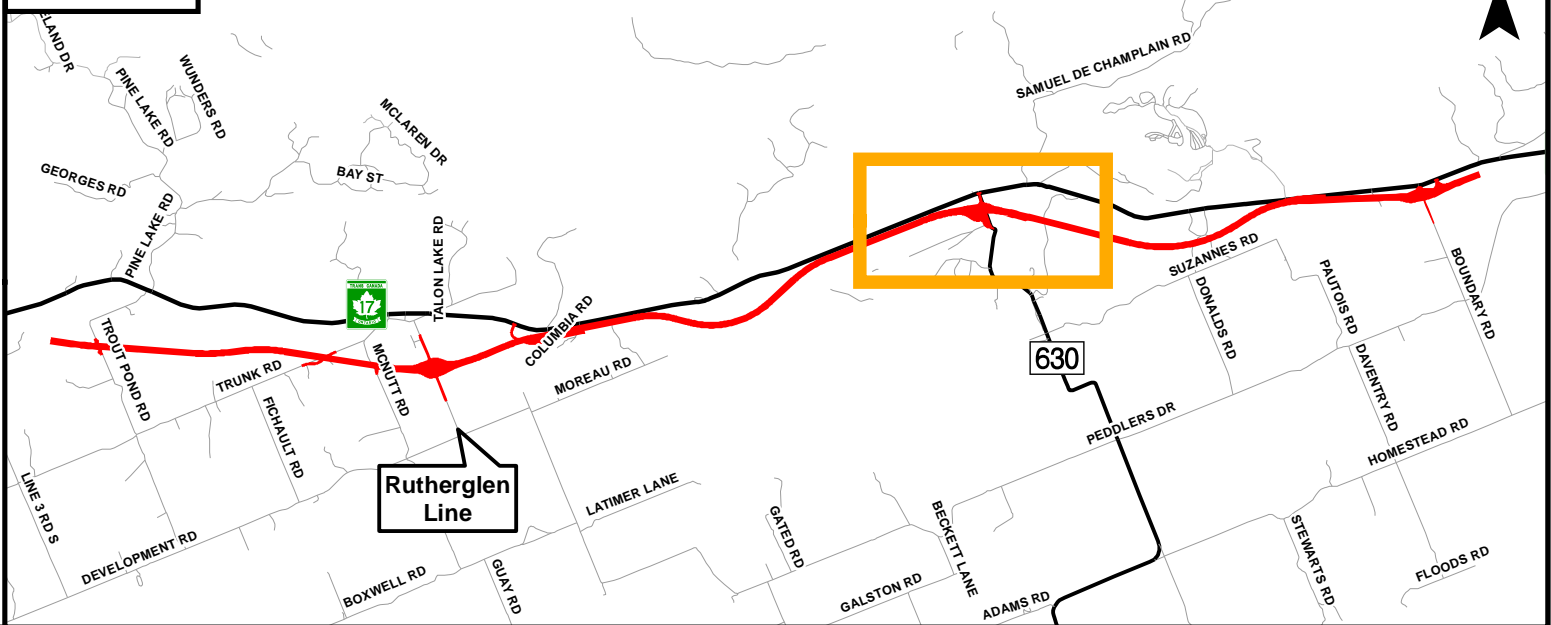 SAMUEL DE CHAMPLAIN RD
WUNDERS RD
PINE LAKE RD
MCLAREN DR
GEORGES RD
BAY ST
PINE LAKE RD
TALON LAKE RD
TRANS CANADA
17
ONTARIO
SUZANNES RD
BOUNDARY RD
PAUTOIS RD
DONALDS RD
COLUMBIA RD
TROUT POND RD
MCNUTT RD
TRUNK RD
MOREAU RD
630
DAVENTRY RD
FICHAULT RD
PEDDLERS DR
HOMESTEAD RD
Rutherglen
Line
LINE 3 RD S
LATIMER LANE
GATED RD
BECKETT LANE
STEWARTS RD
DEVELOPMENT RD
FLOODS RD
BOXWELL RD
GUAY RD
GALSTON RD
ADAMS RD